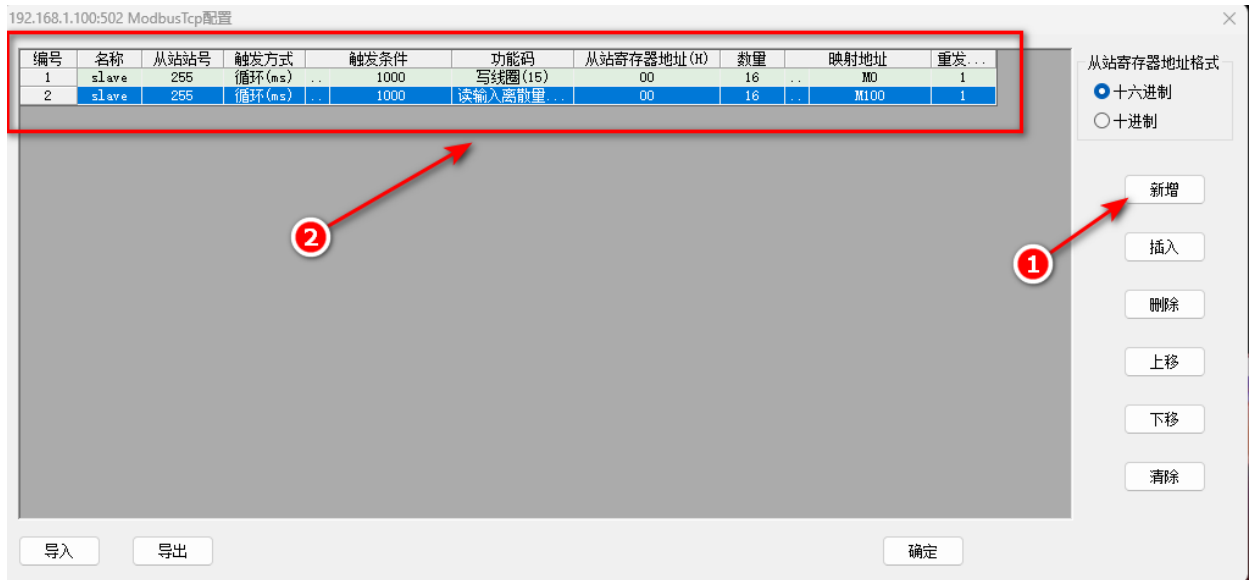 192.168.1.100:502 ModbusTcp配置
编号 名称 从站站号 触发方式 触发条件 功能码 从站寄存器地址(H) 数量 映射地址 重发...
1 slave 255 循环(ms) .. 1000 写线圈(15) 00 16 .. M0 1
2 slave 255 循环(ms) .. 1000 读输入离散量... 00 16 .. M100 1
从站寄存器地址格式
十六进制
十进制
新增
插入
删除
上移
下移
清除
2
1
导入
导出
确定